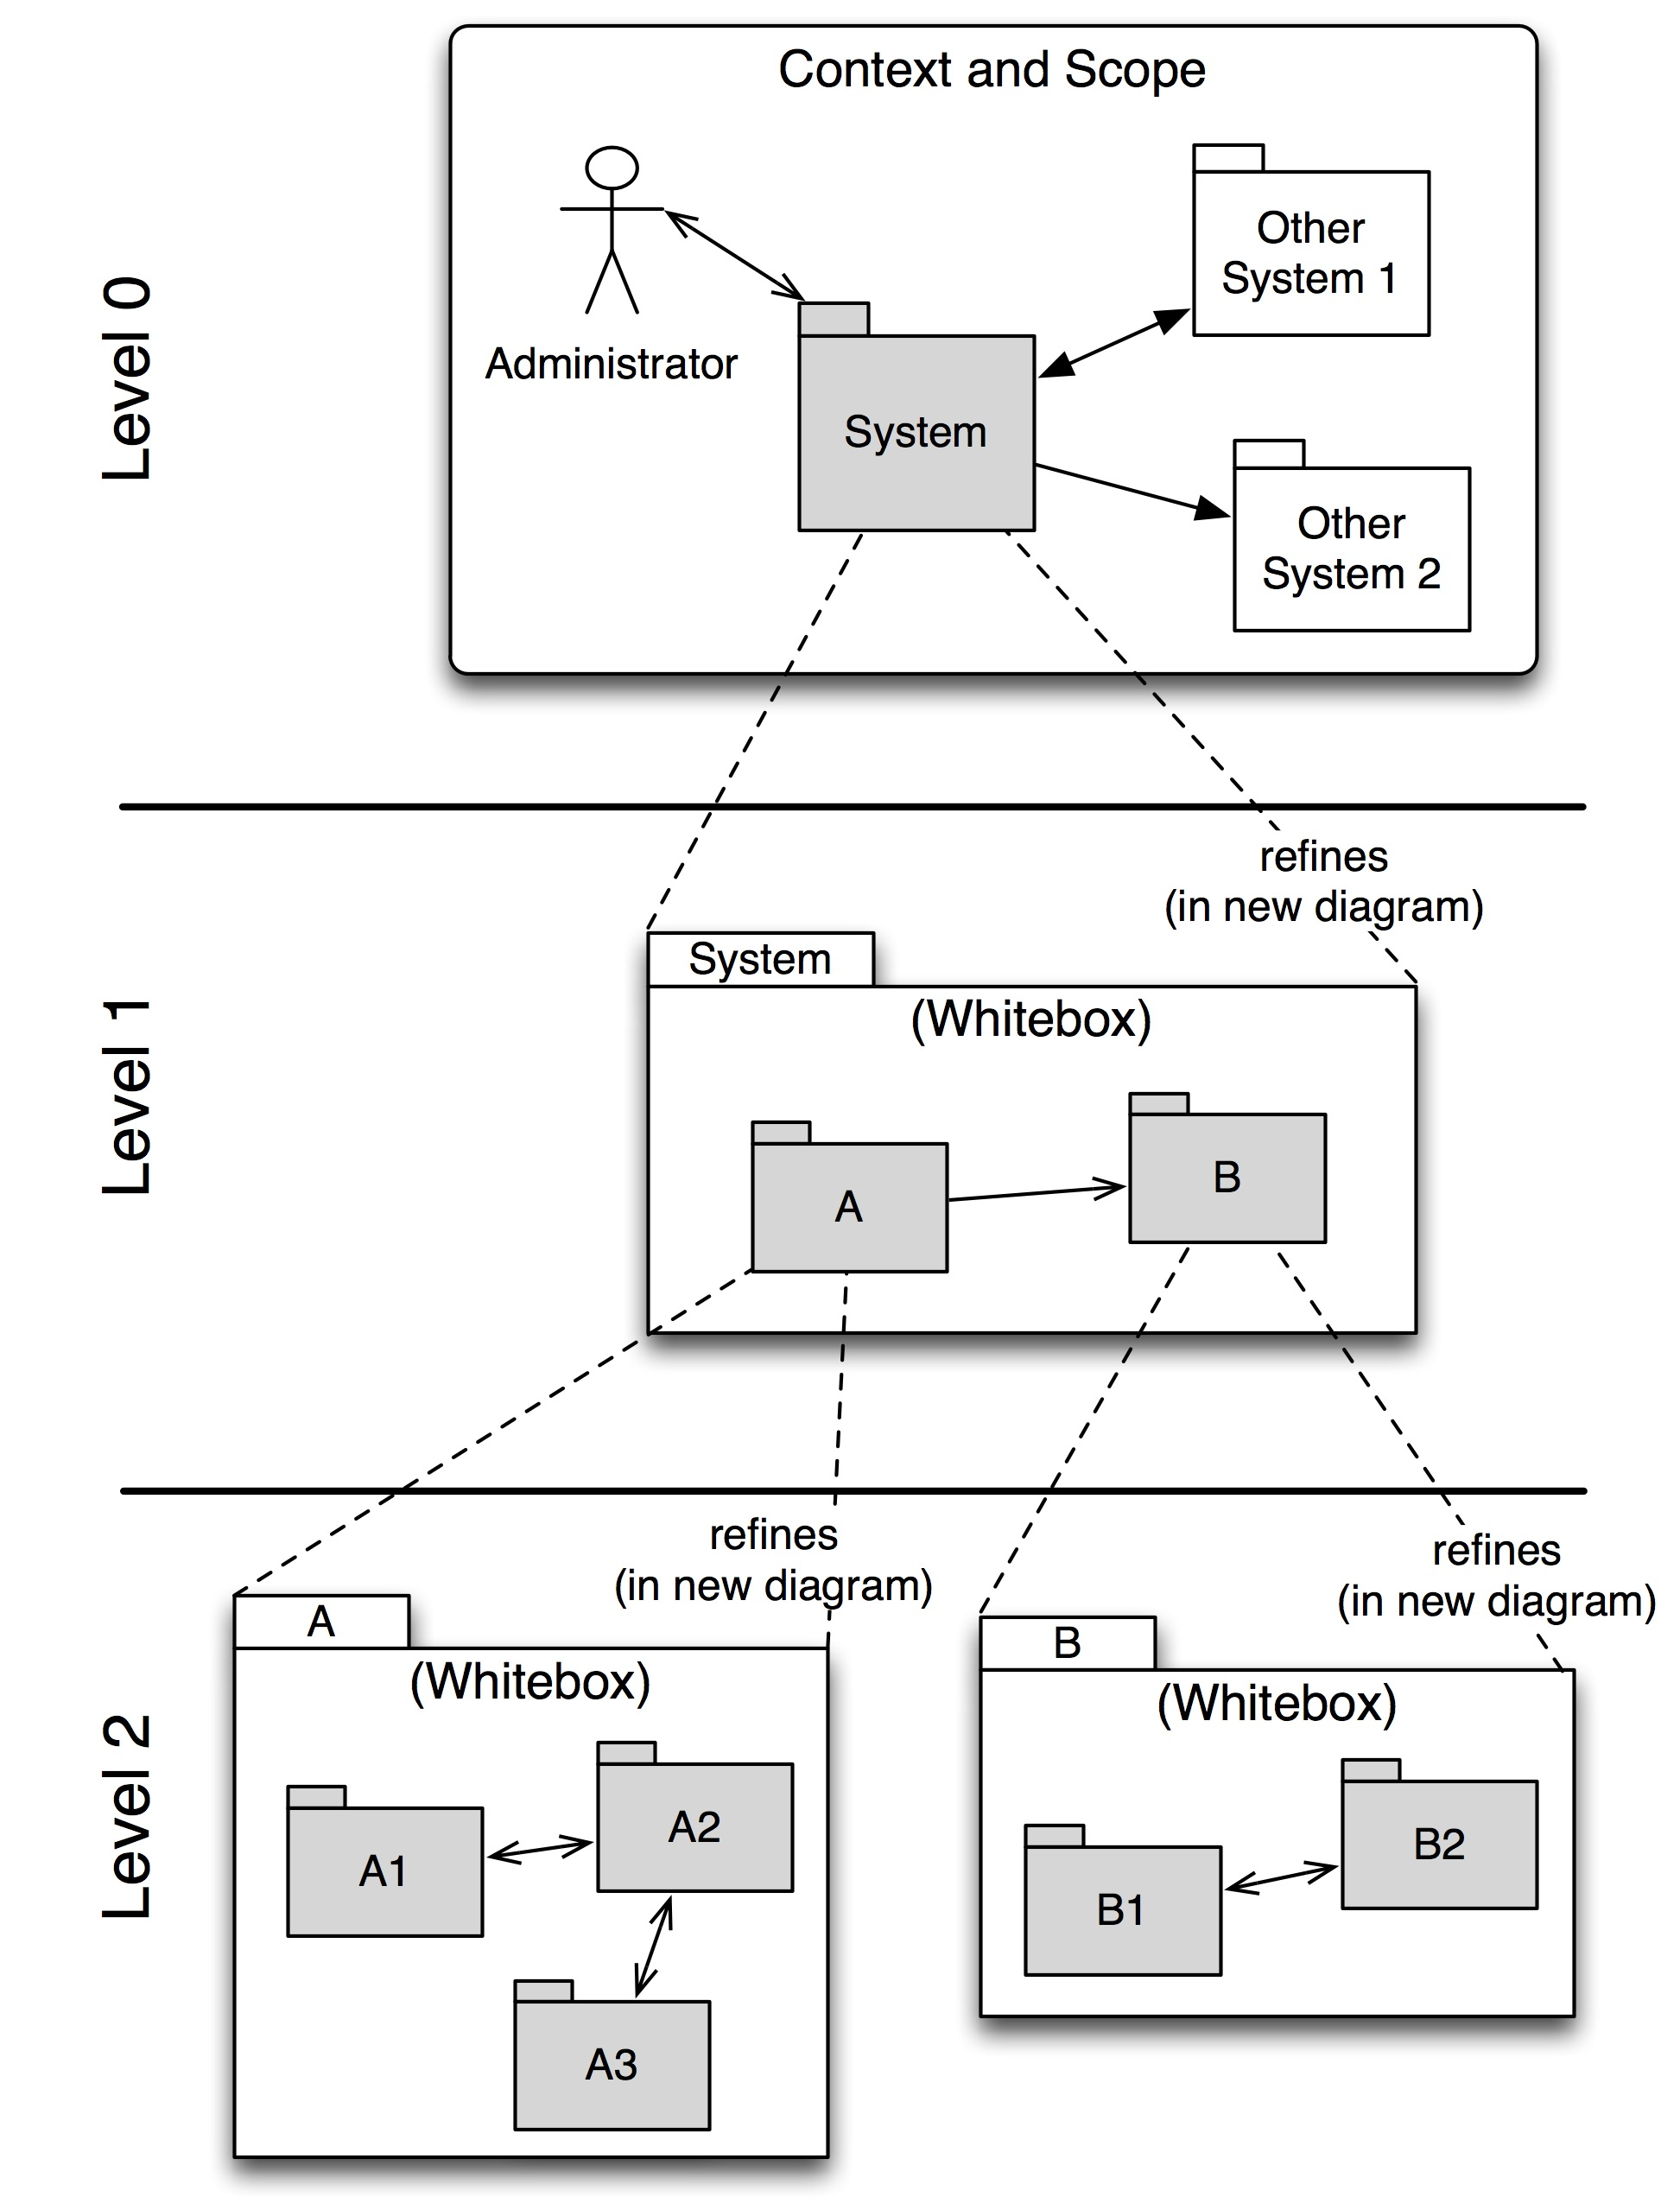 Level 0
Context and Scope
Administrator
System
Other
System 1
Other
System 2
Level 1
refines
(in new diagram)
System
(Whitebox)
A
B
Level 2
refines
(in new diagram)
A
(Whitebox)
A1
A2
A3
refines
(in new diagram)
B
(Whitebox)
B1
B2